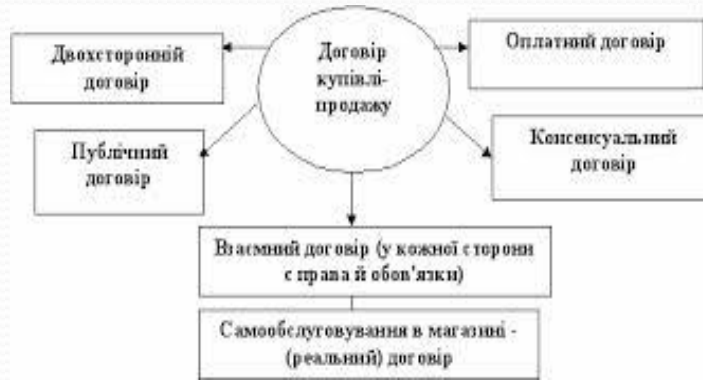 Двохсторонній
договір
Договір
купівлі-
продажу
Оплатний договір
Публічний
договір
Консенсуальний
договір
Взаємний договір (у кожної сторони
є права й обов'язки)
Самообслуговування в магазині -
(реальний) договір